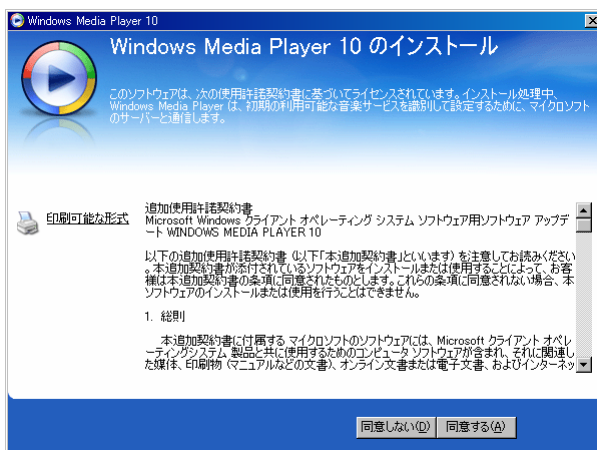 Windows Media Player 10
Windows Media Player 10 のインストール
このソフトウェアは、次の使用許諾契約書に基づいてライセンスされています。インストール処理中、
Windows Media Player は、初期の利用可能な音楽サービスを識別して設定するために、マイクロソフト
のサーバーと通信します。
印刷可能な形式
追加使用許諾契約書
Microsoft Windows クライアント オペレーティング システム ソフトウェア用ソフトウェア アップデ
ート WINDOWS MEDIA PLAYER 10
以下の追加使用許諾契約書 (以下「本追加契約書」といいます) を注意してお読みください
。本追加契約書が添付されているソフトウェアをインストールまたは使用することによって、お客
様は本追加契約書の条項に同意されたものとします。これらの条項に同意されない場合、本
ソフトウェアのインストールまたは使用を行うことはできません。
1. 総則
本追加契約書に付属する マイクロソフトのソフトウェアには、Microsoft クライアント オペレ
ーティングシステム 製品と共に使用するためのコンピュータ ソフトウェアが含まれ、それに関連し
た媒体、印刷物 (マニュアルなどの文書)、オンライン文書または電子文書、およびインターネッ
同意しない(D) 同意する(A)